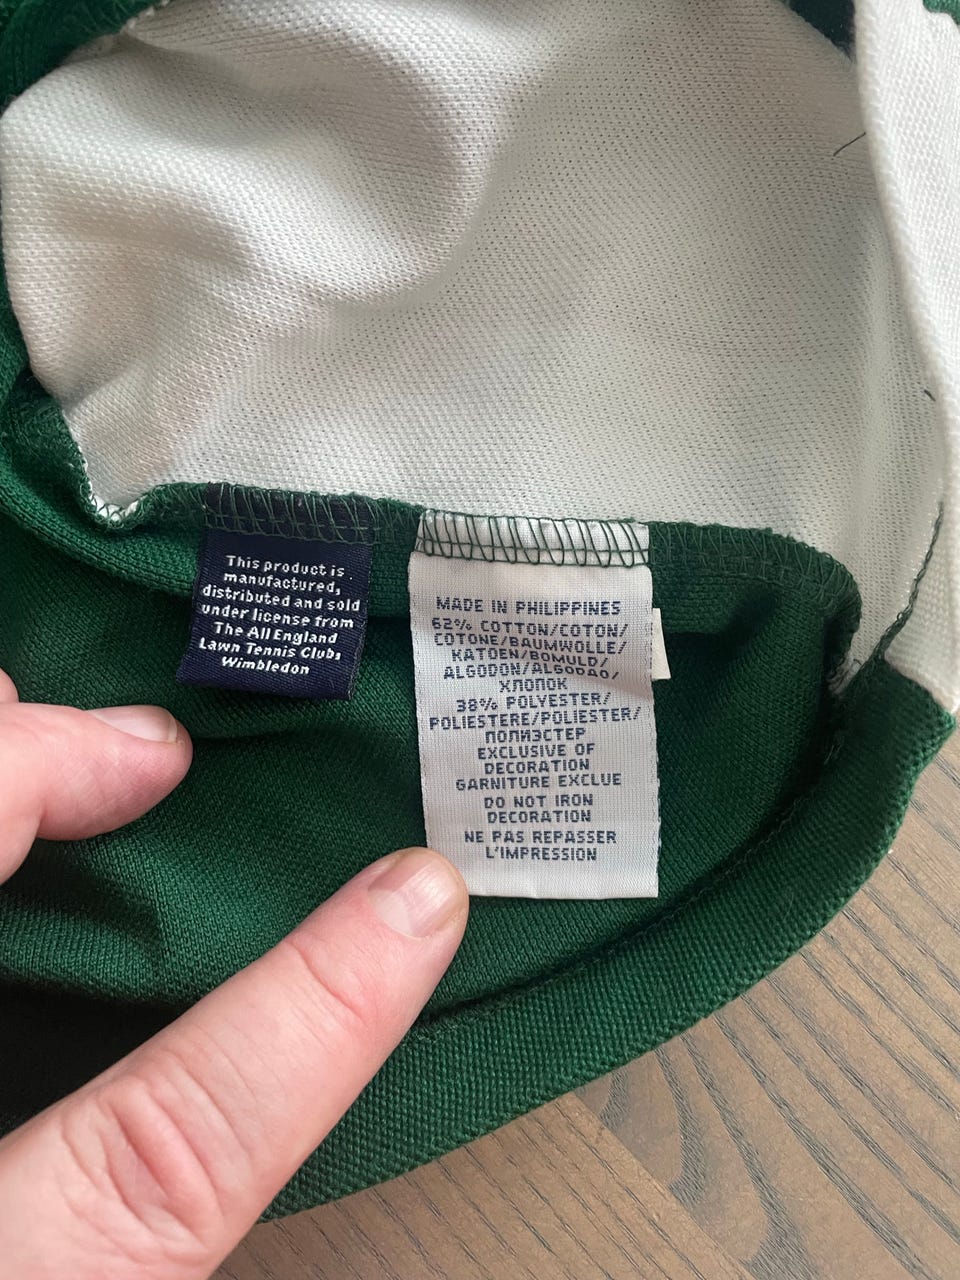 This product is
manufactured,
distributed and sold
under license from
The All England
Lawn Tennis Club,
Wimbledon
MADE IN PHILIPPINES
62% COTTON/COTON/
COTONE/BAUMWOLLE/
KATOEN/BOMULD/
ALGODON/ALGODAO/
ХЛОПОК
38% POLYESTER/
POLIESTERE/POLIESTER/
ПОЛИЭСТЕР
EXCLUSIVE OF
DECORATION
GARNITURE EXCLUE
DO NOT IRON
DECORATION
NE PAS REPASSER
L'IMPRESSION